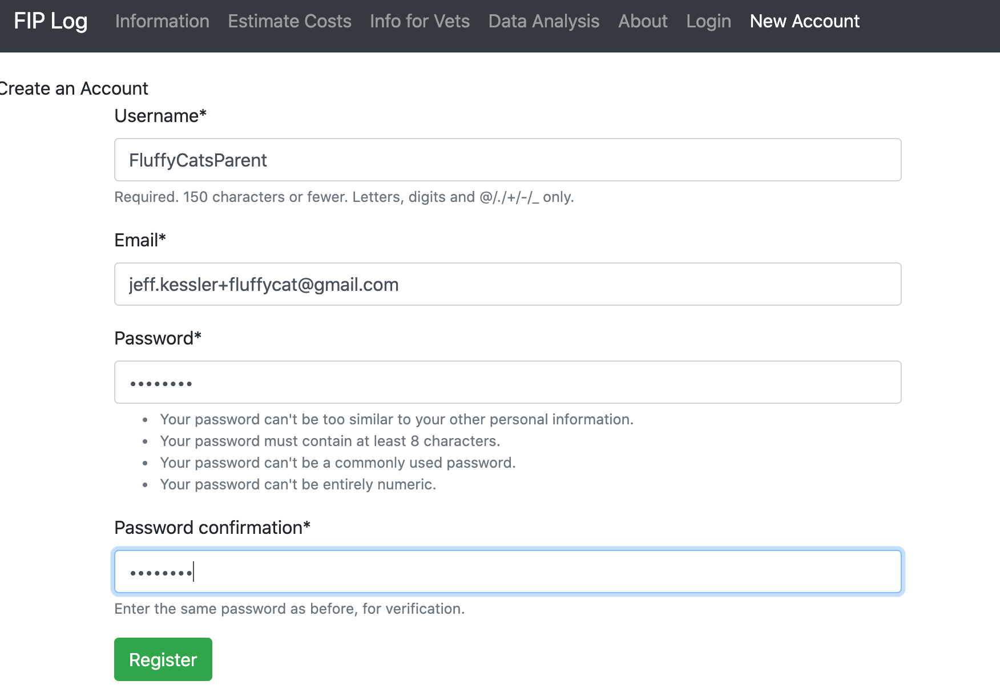 FIP Log Information Estimate Costs Info for Vets Data Analysis About Login New Account
Create an Account
Username*
FluffyCatsParent
Required. 150 characters or fewer. Letters, digits and @/./+/-/_ only.
Email*
jeff.kessler+fluffycat@gmail.com
Password*
••••••••
• Your password can't be too similar to your other personal information.
• Your password must contain at least 8 characters.
• Your password can't be a commonly used password.
• Your password can't be entirely numeric.
Password confirmation*
••••••••
Enter the same password as before, for verification.
Register